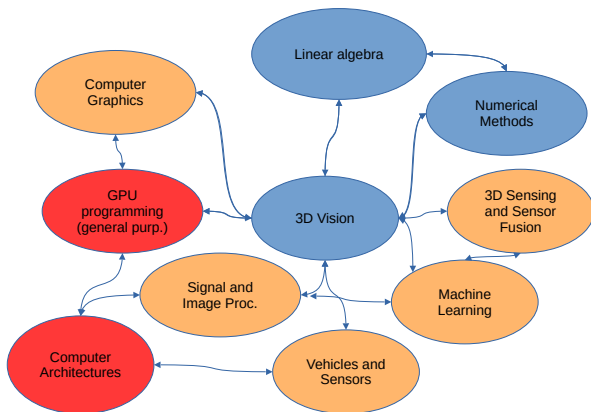 Linear algebra
Computer
Graphics
Numerical
Methods
GPU
programming
(general purp.)
3D Vision
3D Sensing
and Sensor
Fusion
Signal and
Image Proc.
Machine
Learning
Computer
Architectures
Vehicles and
Sensors